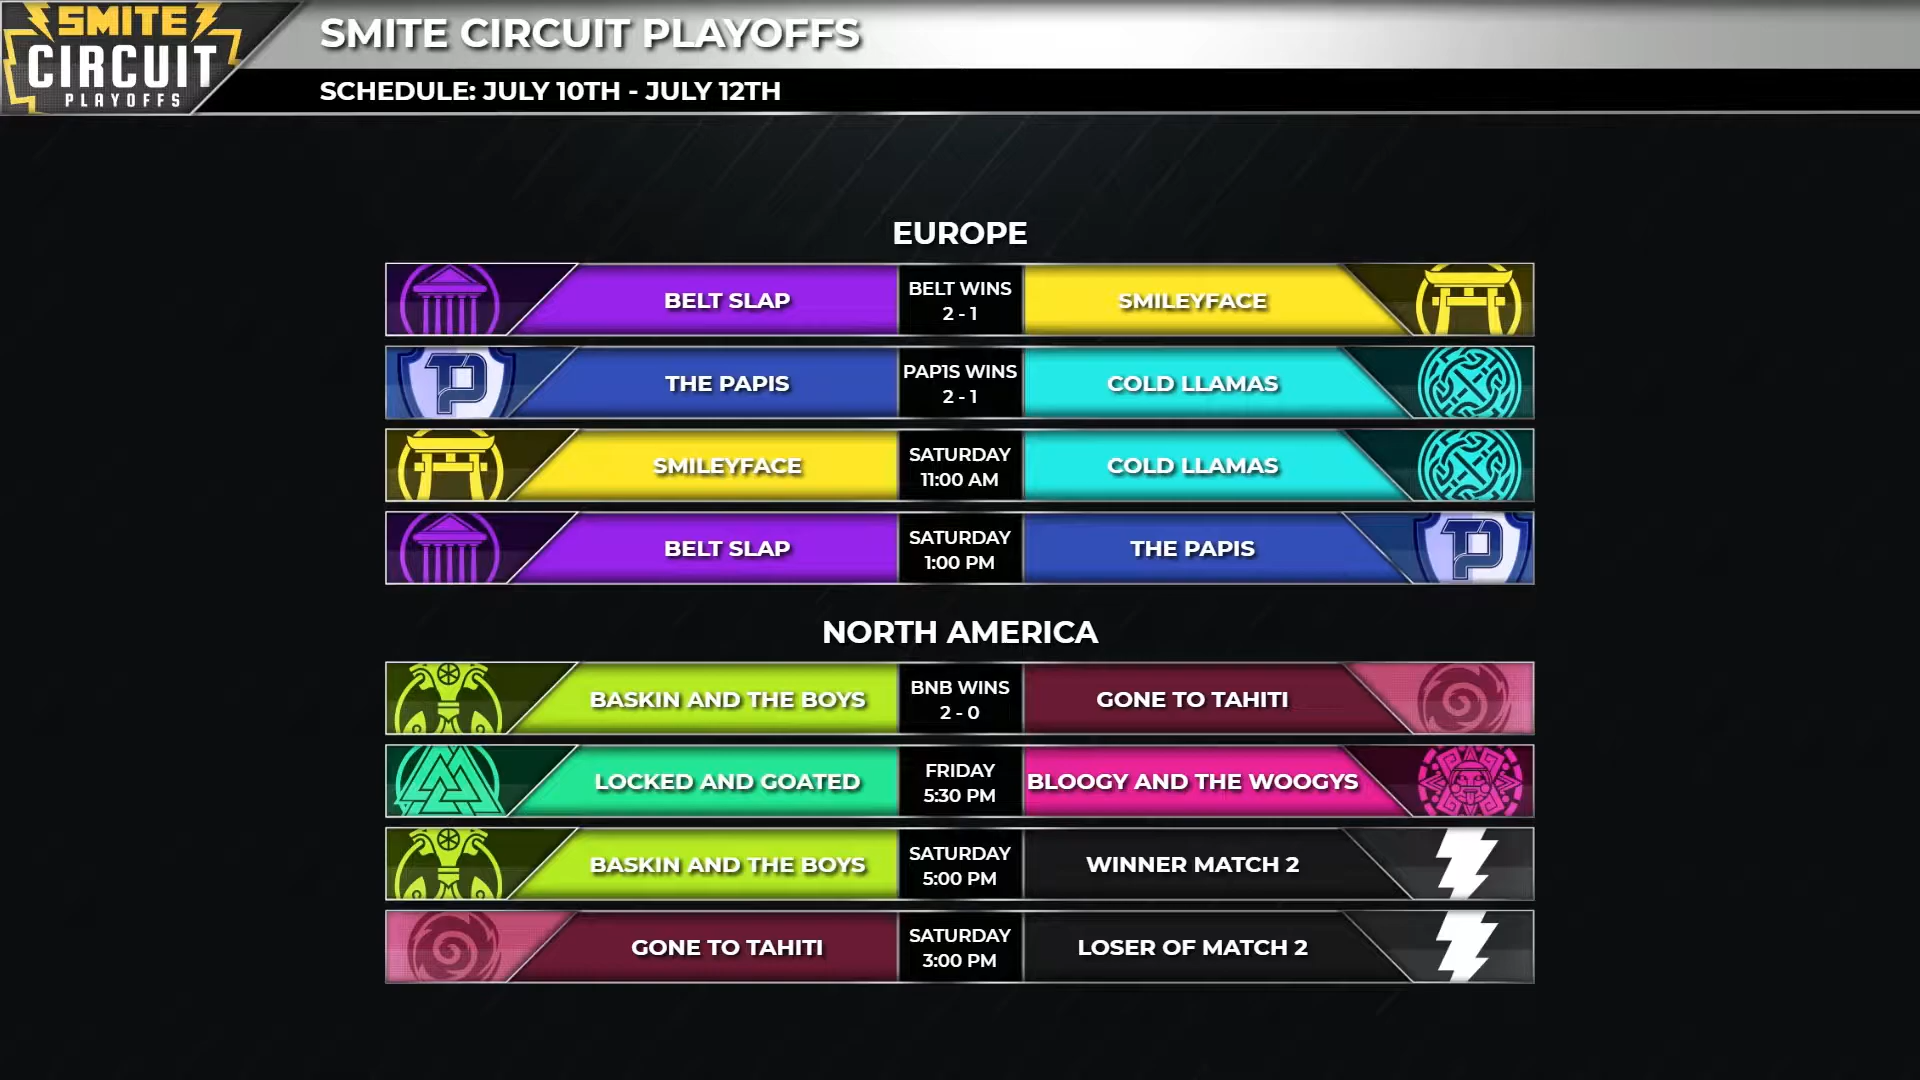 SMITE
CIRCUIT
PLAYOFFS
SMITE CIRCUIT PLAYOFFS
SCHEDULE: JULY 10TH - JULY 12TH
EUROPE
BELT SLAP
BELT WINS
2 - 1
SMILEYFACE
THE PAPIS
PAP1S WINS
2 - 1
COLD LLAMAS
SMILEYFACE
SATURDAY
11:00 AM
COLD LLAMAS
BELT SLAP
SATURDAY
1:00 PM
THE PAPIS
NORTH AMERICA
BASKIN AND THE BOYS
BNB WINS
2 - 0
GONE TO TAHITI
LOCKED AND GOATED
FRIDAY
5:30 PM
BLOOGY AND THE WOOGYS
BASKIN AND THE BOYS
SATURDAY
5:00 PM
WINNER MATCH 2
GONE TO TAHITI
SATURDAY
3:00 PM
LOSER OF MATCH 2